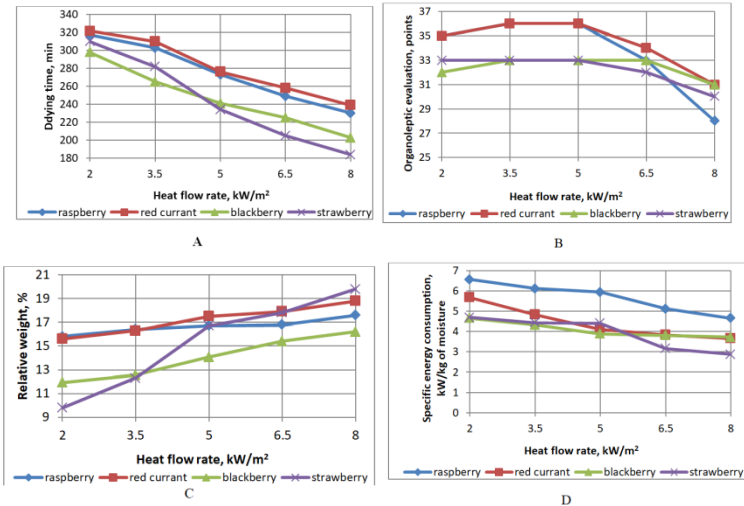 340
320
300
280
260
240
220
200
180
Ddying time, min
2 3.5 5 6.5 8
Heat flow rate, kW/m²
raspberry red currant blackberry strawberry
A
37
35
33
31
29
27
25
Organoleptic evaluation, points
2 3.5 5 6.5 8
Heat flow rate, kW/m²
raspberry red currant blackberry strawberry
B
21
19
17
15
13
11
9
Relative weight, %
2 3.5 5 6.5 8
Heat flow rate, kW/m²
raspberry red currant blackberry strawberry
C
7
6
5
4
3
2
1
0
Specific energy consumption,
kW/kg of moisture
2 3.5 5 6.5 8
Heat flow rate, kW/m²
raspberry red currant blackberry strawberry
D